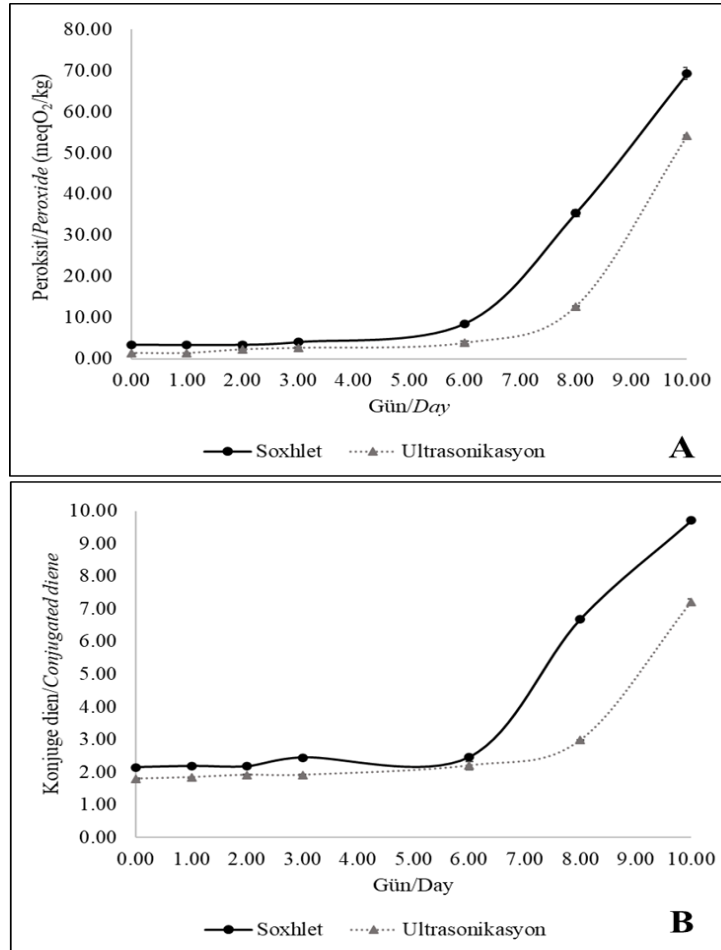 80.00
70.00
60.00
50.00
40.00
30.00
20.00
10.00
0.00
Peroksit/Peroxide (meqO₂/kg)
0.00 1.00 2.00 3.00 4.00 5.00 6.00 7.00 8.00 9.00 10.00
Gün/Day
Soxhlet Ultrasonikasyon
A
10.00
9.00
8.00
7.00
6.00
5.00
4.00
3.00
2.00
1.00
0.00
Konjuge dien/Conjugated diene
0.00 1.00 2.00 3.00 4.00 5.00 6.00 7.00 8.00 9.00 10.00
Gün/Day
Soxhlet Ultrasonikasyon
B